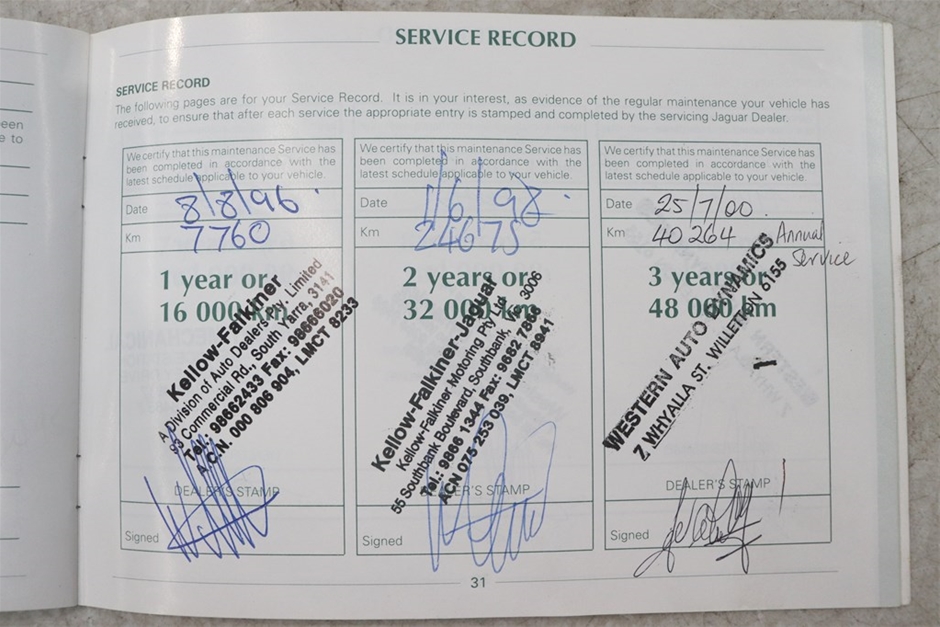 SERVICE RECORD
SERVICE RECORD
The following pages are for your Service Record. It is in your interest, as evidence of the regular maintenance your vehicle has
received, to ensure that after each service the appropriate entry is stamped and completed by the servicing Jaguar Dealer.
We certify that this maintenance Service has
been completed in accordance with the
latest schedule applicable to your vehicle.
Date 8/8/96
Km 7760
1 year or
16 000 km
Kellow-Falkiner
A Division of Auto Dealers Pty. Limited
Commercial Rd, South Yarra, 3141
Tel: 98662433 Fax: 98666020
A.C.N. 000 806 904, LMCT 8233
DEALER'S STAMP
Signed
We certify that this maintenance Service has
been completed in accordance with the
latest schedule applicable to your vehicle.
Date 1/6/98
Km 24675
2 years or
32 000 km
Kellow-Falkiner-Jaguar
Kellow-Falkiner Motoring Pty Ltd
55 Southbank Boulevard, Southbank, Vic, 3006
Tel.: 9686 1344 Fax: 9682 7868
ACN 075 253 039, LMCT 8941
DEALER'S STAMP
Signed
We certify that this maintenance Service has
been completed in accordance with the
latest schedule applicable to your vehicle.
Date 25/7/00
Km 40264 Annual
Service
3 years or
48 000 km
WESTERN AUTO DYNAMICS
Z WHYALLA ST. WILLETTON 6155
DEALER'S STAMP
Signed
31